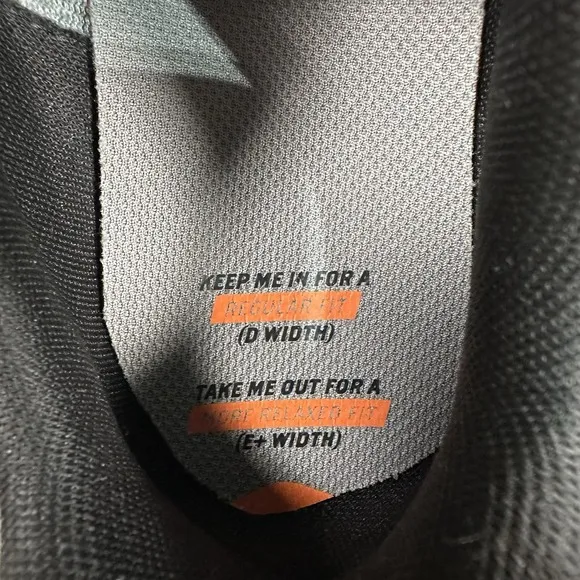 KEEP ME IN FOR A
REGULAR FIT
(D WIDTH)
TAKE ME OUT FOR A
MORE RELAXED FIT
(E+ WIDTH)